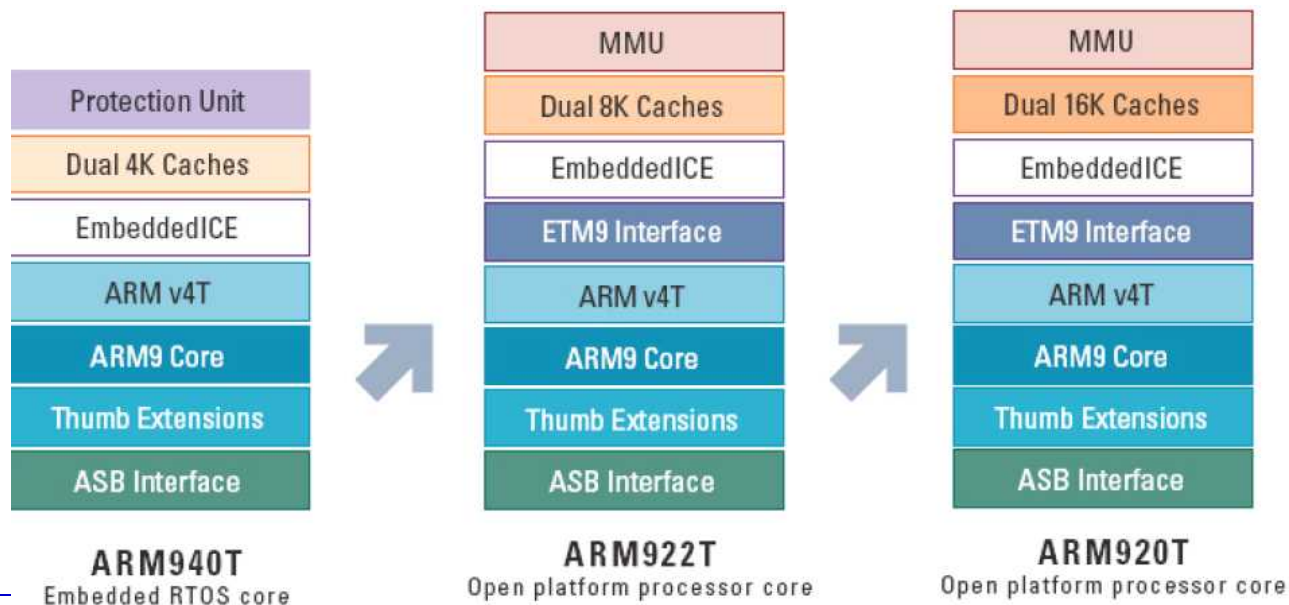 Protection Unit
Dual 4K Caches
EmbeddedICE
ARM v4T
ARM9 Core
Thumb Extensions
ASB Interface
ARM940T
Embedded RTOS core
MMU
Dual 8K Caches
EmbeddedICE
ETM9 Interface
ARM v4T
ARM9 Core
Thumb Extensions
ASB Interface
ARM922T
Open platform processor core
MMU
Dual 16K Caches
EmbeddedICE
ETM9 Interface
ARM v4T
ARM9 Core
Thumb Extensions
ASB Interface
ARM920T
Open platform processor core